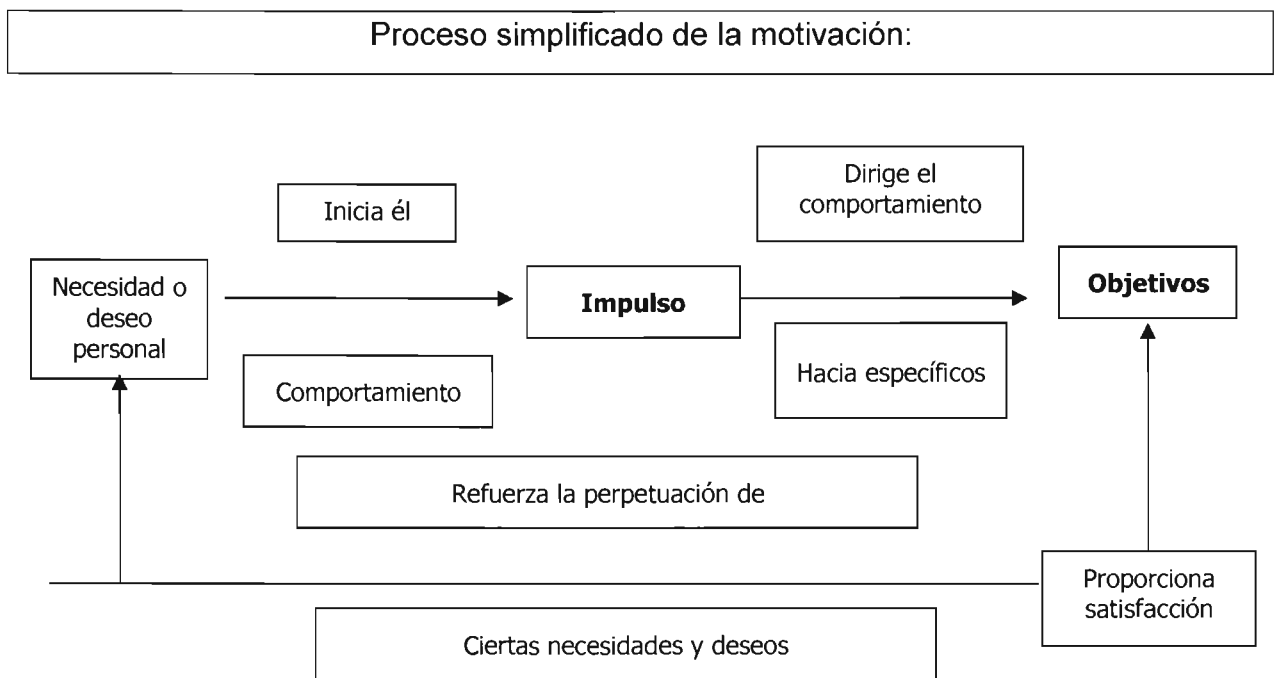 Proceso simplificado de la motivación:
Dirige el
comportamiento
Inicia él
Necesidad o
deseo
personal
Impulso
Objetivos
Comportamiento
Hacia específicos
Refuerza la perpetuación de
Proporciona
satisfacción
Ciertas necesidades y deseos